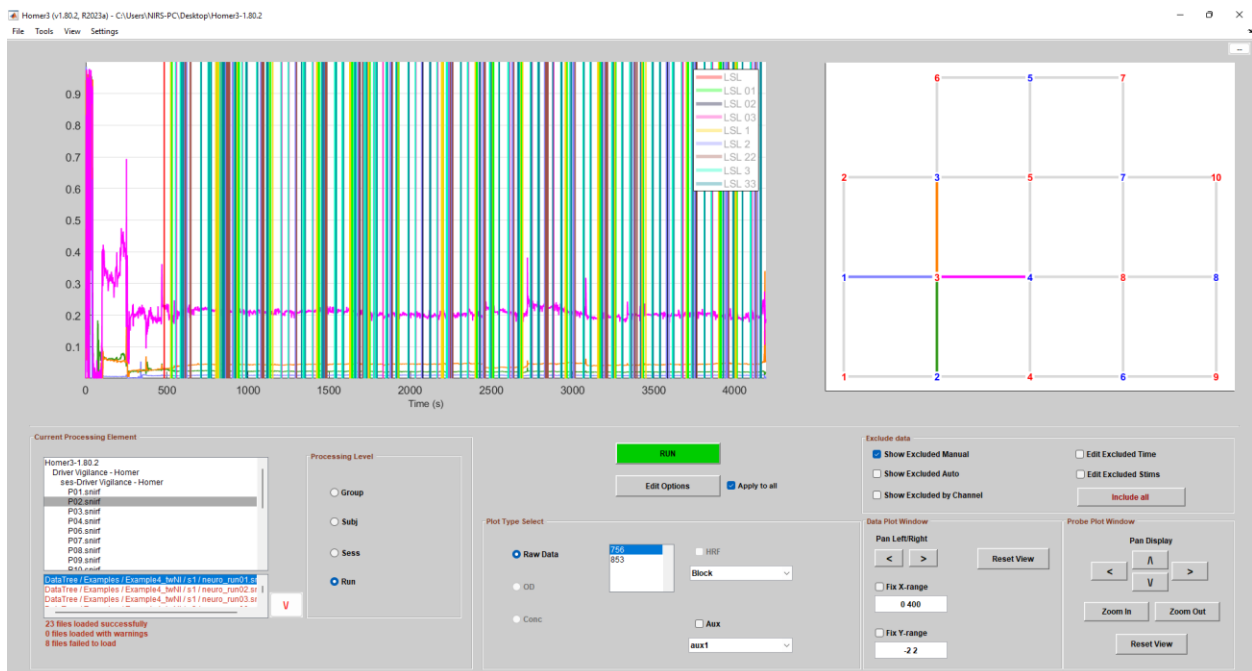 Homer3 (v1.80.2, R2023a) - C:\Users\NIRS-PC\Desktop\Homer3-1.80.2
File Tools View Settings
0.9
0.8
0.7
0.6
0.5
0.4
0.3
0.2
0.1
0 500 1000 1500 2000 2500 3000 3500 4000
Time (s)
LSL
LSL 01
LSL 02
LSL 03
LSL 1
LSL 2
LSL 22
LSL 3
LSL 33
6 5 7
2 3 5 7 10
1 3 4 8 8
1 2 4 6 9
Current Processing Element
Homer3-1.80.2
Driver Vigilance - Homer
ses-Driver Vigilance - Homer
P01.snirf
P02.snirf
P03.snirf
P04.snirf
P06.snirf
P07.snirf
P08.snirf
P09.snirf
P10.snirf
DataTree / Examples / Example4_twNI / s1 / neuro_run01.sn
DataTree / Examples / Example4_twNI / s1 / neuro_run02.sn
DataTree / Examples / Example4_twNI / s1 / neuro_run03.sn
V
23 files loaded successfully
0 files loaded with warnings
8 files failed to load
Processing Level
Group
Subj
Sess
Run
RUN
Edit Options
Apply to all
Plot Type Select
Raw Data
OD
Conc
756
853
HRF
Block
Aux
aux1
Exclude data
Show Excluded Manual
Show Excluded Auto
Show Excluded by Channel
Edit Excluded Time
Edit Excluded Stims
Include all
Data Plot Window
Pan Left/Right
< >
Reset View
Fix X-range
0 400
Fix Y-range
-2 2
Probe Plot Window
Pan Display
< /\ \/ >
Zoom In
Zoom Out
Reset View